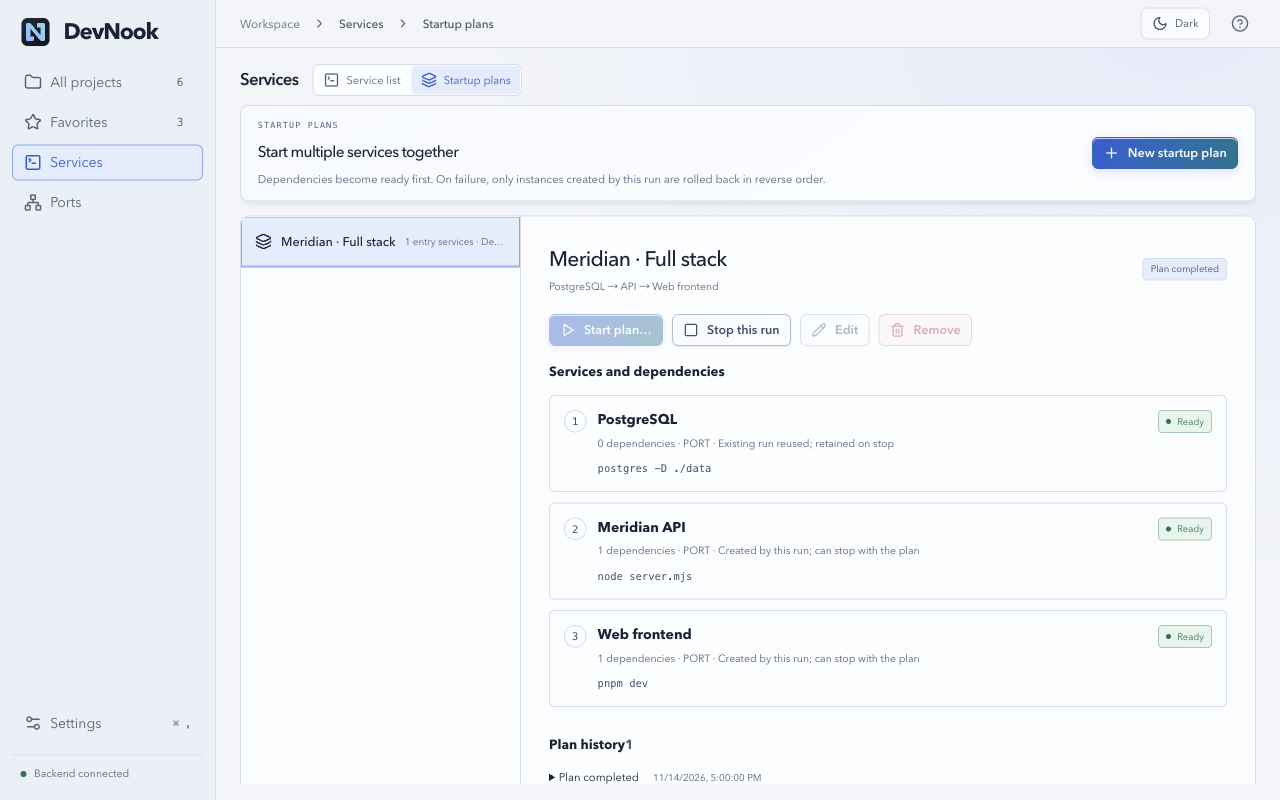 DevNook
All projects 6
Favorites 3
Services
Ports
Settings ⌘ ,
Backend connected
Workspace > Services > Startup plans
Dark
Services
Service list
Startup plans
STARTUP PLANS
Start multiple services together
Dependencies become ready first. On failure, only instances created by this run are rolled back in reverse order.
New startup plan
Meridian · Full stack 1 entry services · De…
Meridian · Full stack
PostgreSQL → API → Web frontend
Plan completed
Start plan…
Stop this run
Edit
Remove
Services and dependencies
1 PostgreSQL Ready
0 dependencies · PORT · Existing run reused; retained on stop
postgres -D ./data
2 Meridian API Ready
1 dependencies · PORT · Created by this run; can stop with the plan
node server.mjs
3 Web frontend Ready
1 dependencies · PORT · Created by this run; can stop with the plan
pnpm dev
Plan history1
Plan completed 11/14/2026, 5:00:00 PM